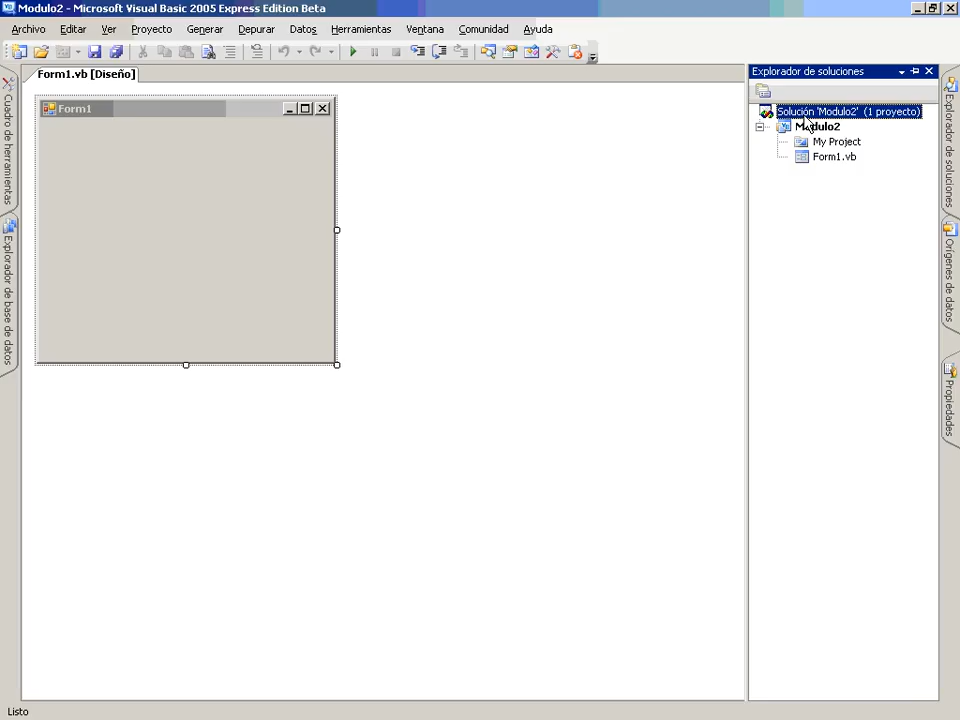 Modulo2 - Microsoft Visual Basic 2005 Express Edition Beta
Archivo Editar Ver Proyecto Generar Depurar Datos Herramientas Ventana Comunidad Ayuda
Form1.vb [Diseño]
Form1
Cuadro de herramientas
Explorador de base de datos
Explorador de soluciones
Solución 'Modulo2' (1 proyecto)
Modulo2
My Project
Form1.vb
Explorador de soluciones
Orígenes de datos
Propiedades
Listo